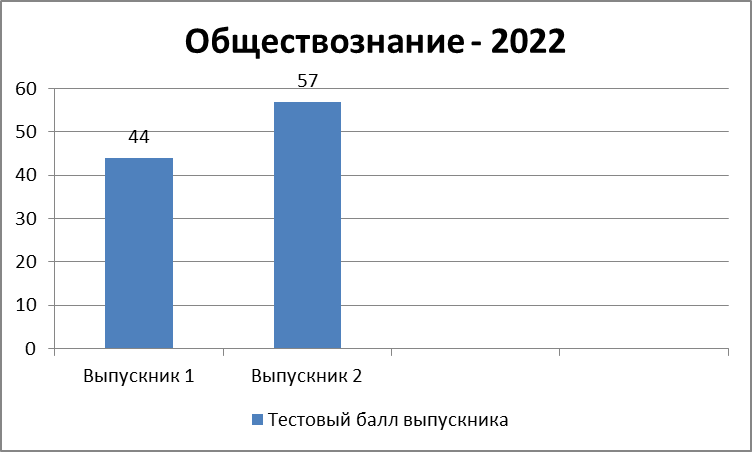 Обществознание - 2022
60
50
40
30
20
10
0
44
57
Выпускник 1
Выпускник 2
Тестовый балл выпускника